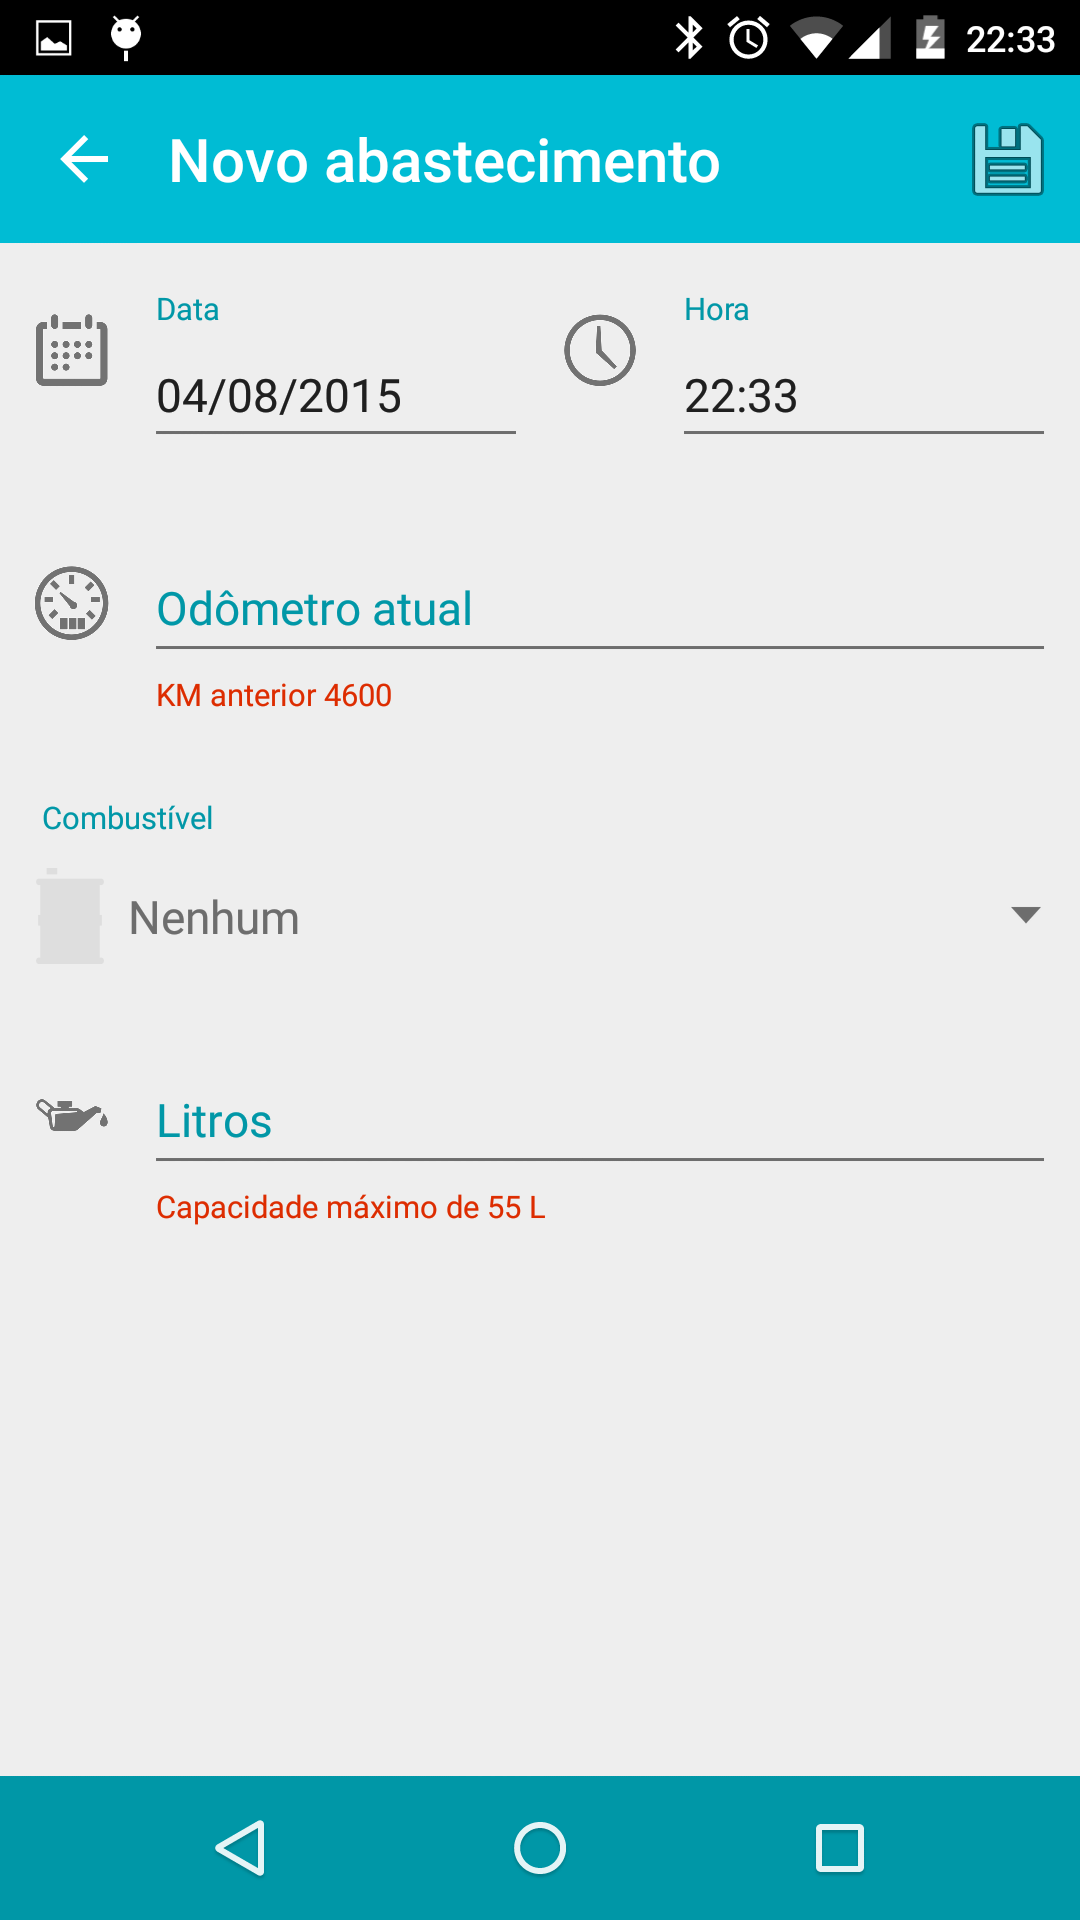 22:33
Novo abastecimento
Data
Hora
04/08/2015
22:33
Odômetro atual
KM anterior 4600
Combustível
Nenhum
Litros
Capacidade máximo de 55 L